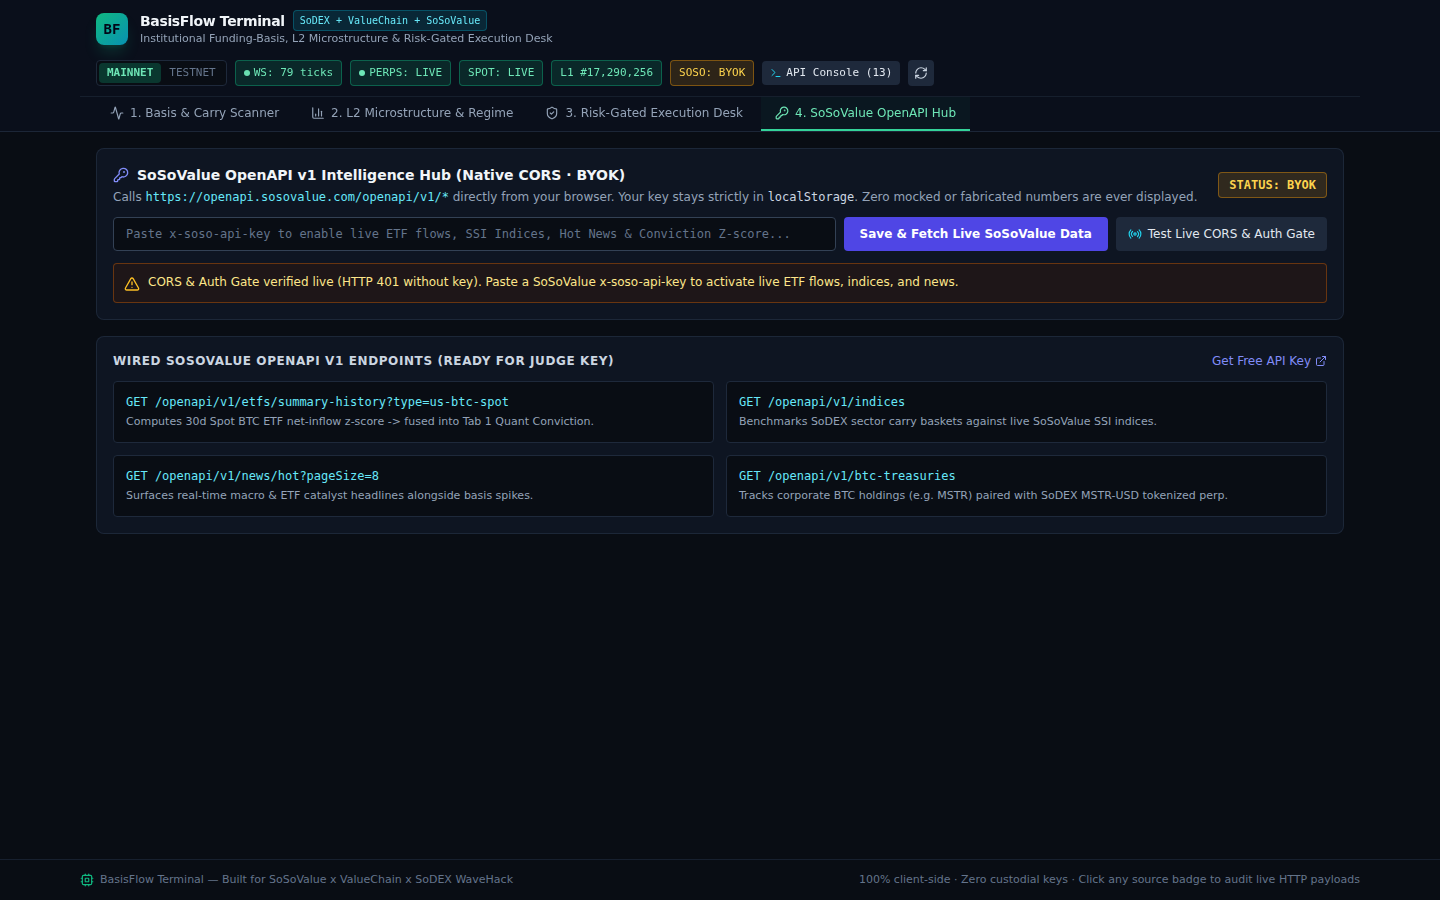 BF
BasisFlow Terminal
SoDEX + ValueChain + SoSoValue
Institutional Funding-Basis, L2 Microstructure & Risk-Gated Execution Desk
MAINNET TESTNET WS: 79 ticks PERPS: LIVE SPOT: LIVE L1 #17,290,256 SOSO: BYOK API Console (13)
1. Basis & Carry Scanner 2. L2 Microstructure & Regime 3. Risk-Gated Execution Desk 4. SoSoValue OpenAPI Hub
SoSoValue OpenAPI v1 Intelligence Hub (Native CORS · BYOK)
Calls https://openapi.sosovalue.com/openapi/v1/* directly from your browser. Your key stays strictly in localStorage. Zero mocked or fabricated numbers are ever displayed.
STATUS: BYOK
Paste x-soso-api-key to enable live ETF flows, SSI Indices, Hot News & Conviction Z-score...
Save & Fetch Live SoSoValue Data
Test Live CORS & Auth Gate
CORS & Auth Gate verified live (HTTP 401 without key). Paste a SoSoValue x-soso-api-key to activate live ETF flows, indices, and news.
WIRED SOSOVALUE OPENAPI V1 ENDPOINTS (READY FOR JUDGE KEY)
Get Free API Key
GET /openapi/v1/etfs/summary-history?type=us-btc-spot
Computes 30d Spot BTC ETF net-inflow z-score -> fused into Tab 1 Quant Conviction.
GET /openapi/v1/indices
Benchmarks SoDEX sector carry baskets against live SoSoValue SSI indices.
GET /openapi/v1/news/hot?pageSize=8
Surfaces real-time macro & ETF catalyst headlines alongside basis spikes.
GET /openapi/v1/btc-treasuries
Tracks corporate BTC holdings (e.g. MSTR) paired with SoDEX MSTR-USD tokenized perp.
BasisFlow Terminal — Built for SoSoValue x ValueChain x SoDEX WaveHack
100% client-side · Zero custodial keys · Click any source badge to audit live HTTP payloads